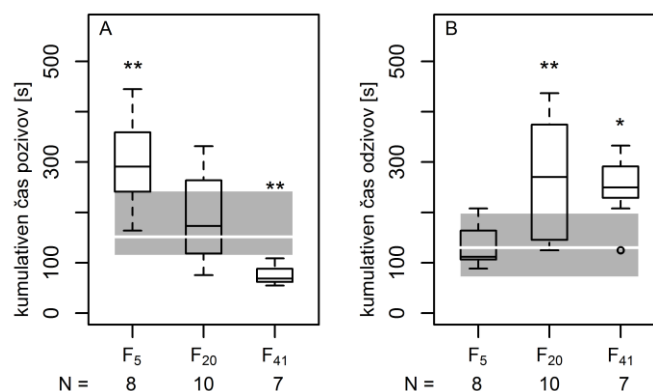 A
kumulativen čas pozivov [s]
500
300
100
0
**
**
F5
F20
F41
N = 8 10 7
B
kumulativen čas odzivov [s]
500
300
100
0
**
*
F5
F20
F41
8 10 7